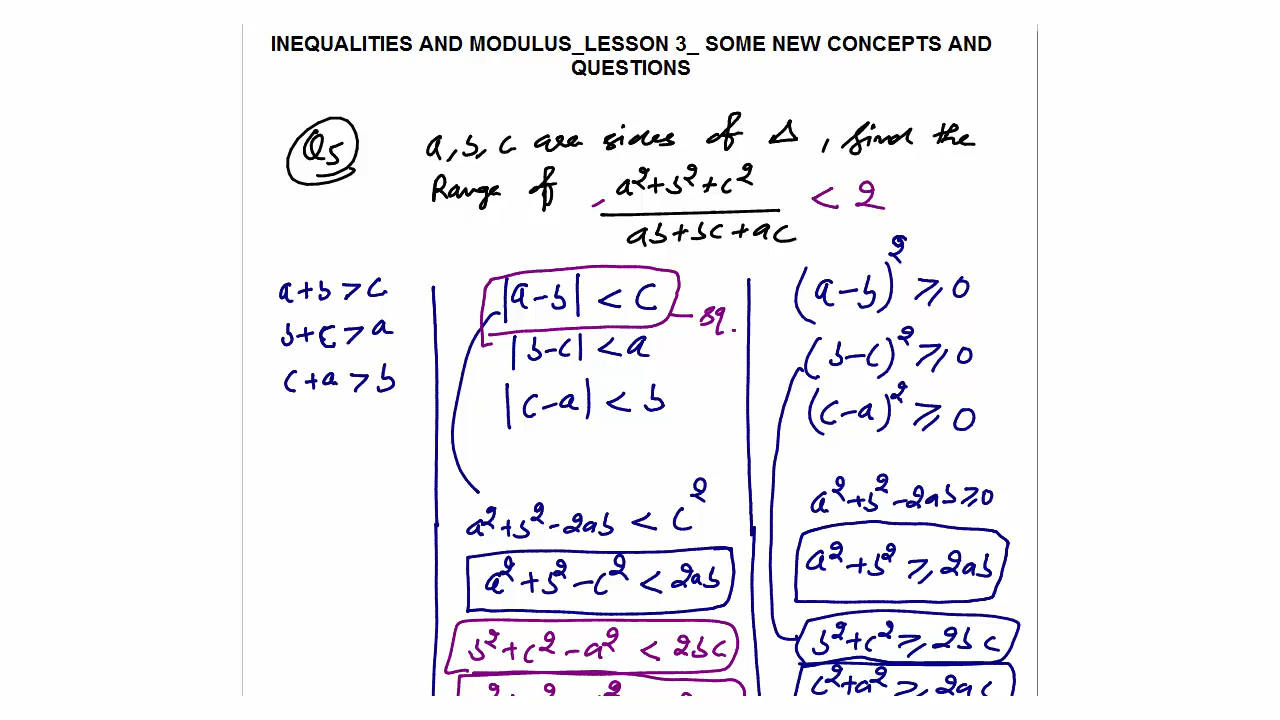 INEQUALITIES AND MODULUS_LESSON 3_ SOME NEW CONCEPTS AND
QUESTIONS
Q5
a, b, c are sides of Δ, find the
Range of a²+b²+c² / ab+bc+ac < 2
a+b > c
b+c > a
c+a > b
|a-b| < c
sq.
|b-c| < a
|c-a| < b
a²+b²-2ab < c²
a²+b²-c² < 2ab
b²+c²-a² < 2bc
(a-b)² ≥ 0
(b-c)² ≥ 0
(c-a)² ≥ 0
a²+b²-2ab ≥ 0
a²+b² ≥ 2ab
b²+c² ≥ 2bc
c²+a² ≥ 2ac